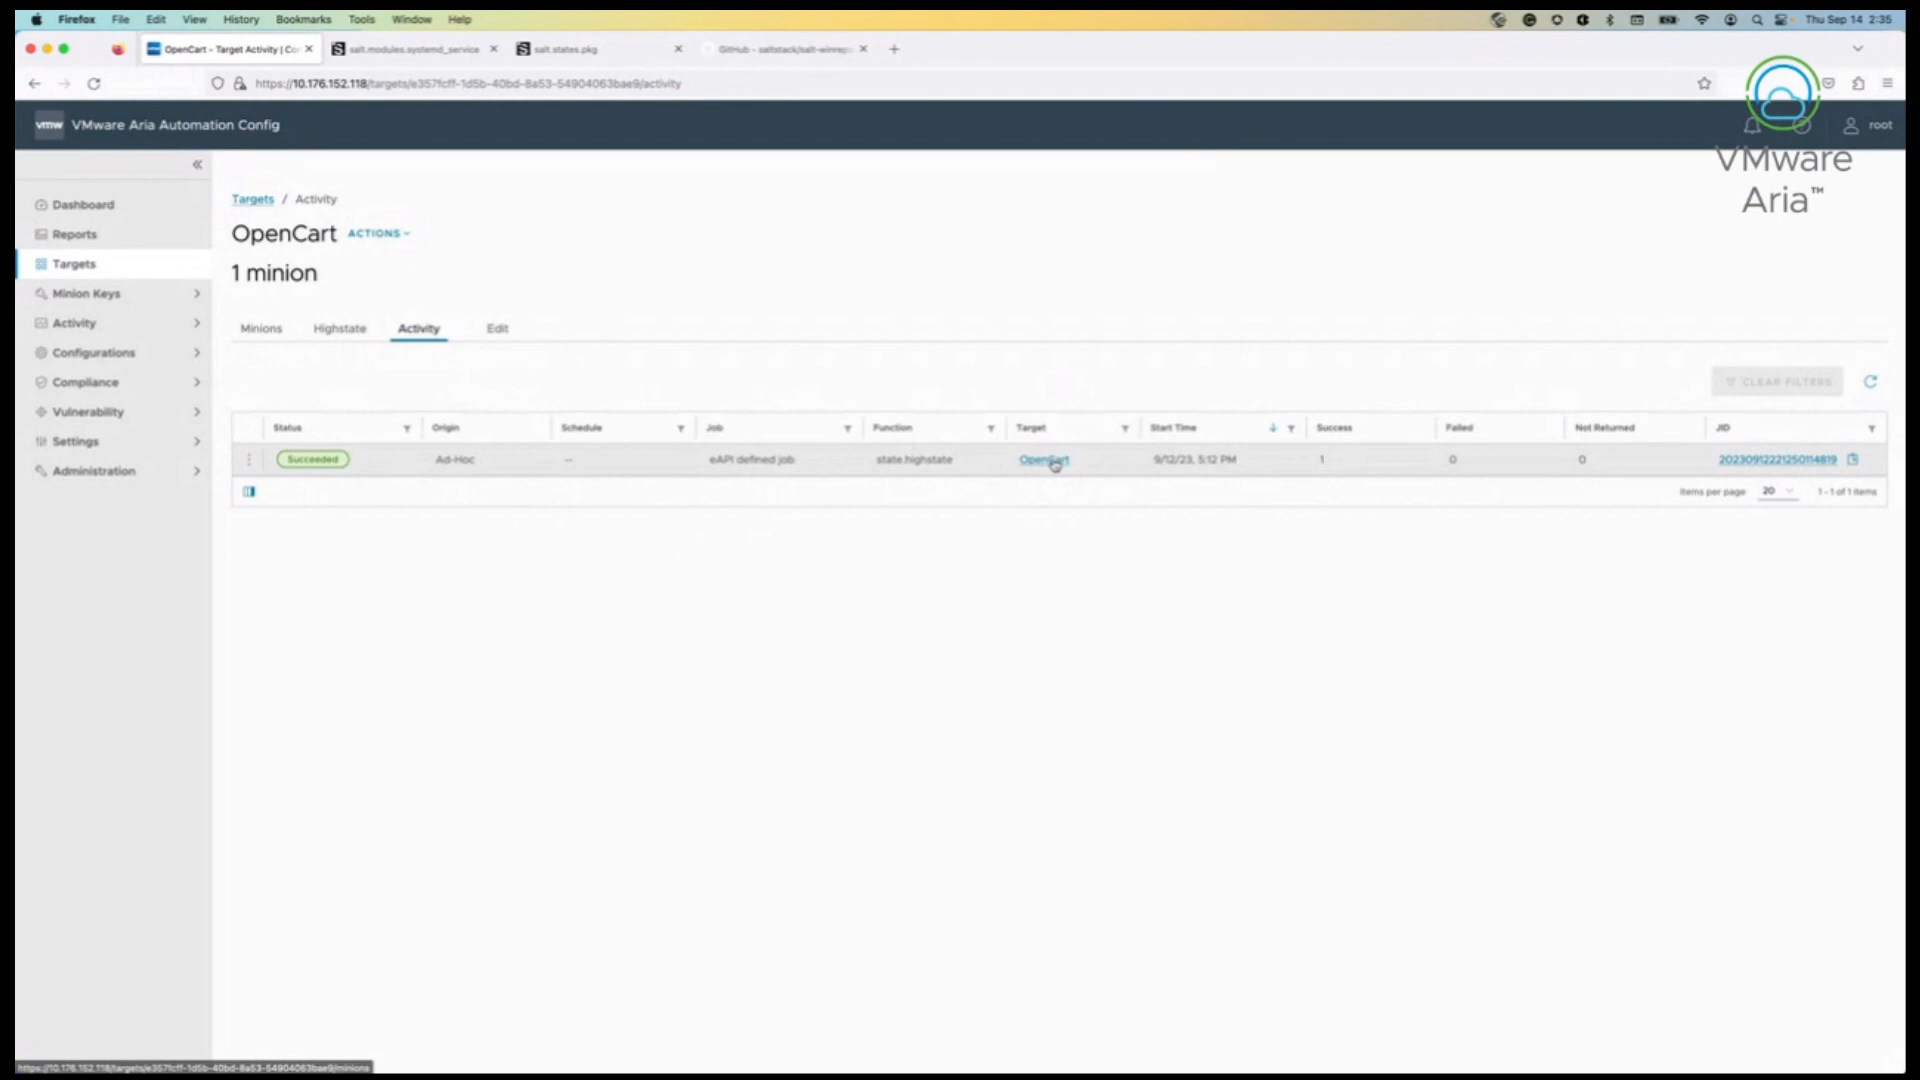 Firefox File Edit View History Bookmarks Tools Window Help Thu Sep 14 2:35
OpenCart - Target Activity | Co salt.modules.systemd_service salt.states.pkg GitHub - saltstack/salt-winrep
https://10.176.152.118/targets/e357fcff-1d5b-40bd-8a53-54904063bae9/activity
vmw VMware Aria Automation Config root
VMware
Aria™
Dashboard
Reports
Targets
Minion Keys
Activity
Configurations
Compliance
Vulnerability
Settings
Administration
Targets / Activity
OpenCart ACTIONS
1 minion
Minions Highstate Activity Edit
CLEAR FILTERS
Status Origin Schedule Job Function Target Start Time Success Failed Not Returned JID
Succeeded Ad-Hoc -- eAPI defined job state.highstate OpenCart 9/12/23, 5:12 PM 1 0 0 20230912221250114819
Items per page 20 1 - 1 of 1 items
https://10.176.152.118/targets/e357fcff-1d5b-40bd-8a53-54904063bae9/minions